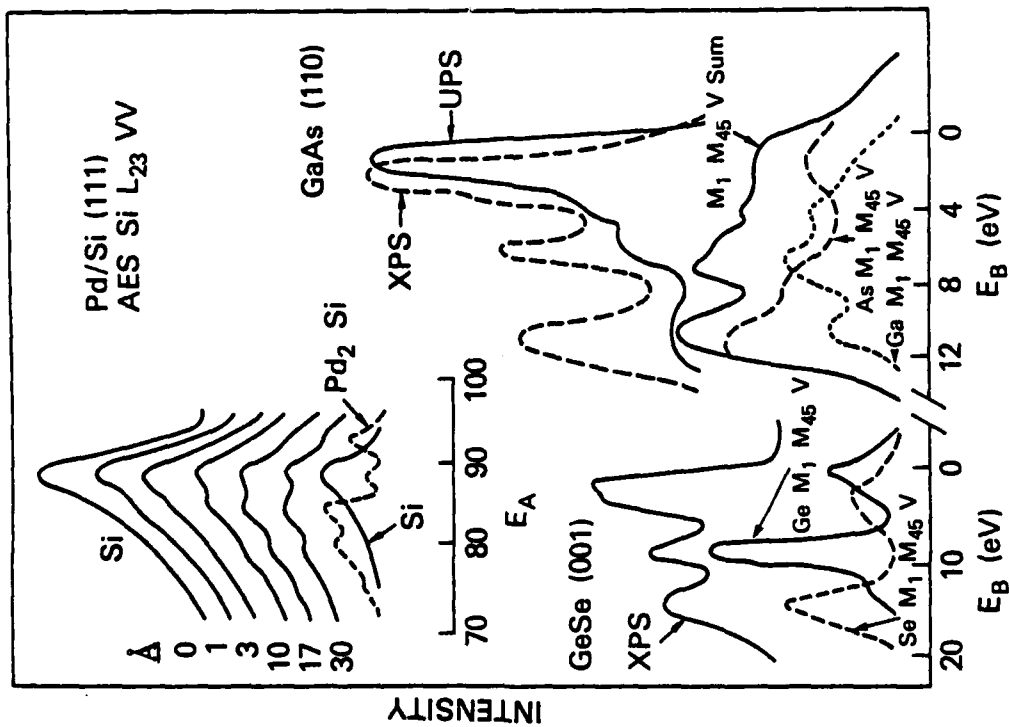 INTENSITY
Pd/Si (111)
AES Si L23 VV
Å
0
1
3
10
17
30
Si
Pd2 Si
Si
70 80 90 100
EA
GaAs (110)
XPS
UPS
M1 M45 V Sum
As M1 M45 V
Ga M1 M45 V
12 8 4 0
EB (eV)
GeSe (001)
XPS
Ge M1 M45 V
Se M1 M45 V
20 10 0
EB (eV)